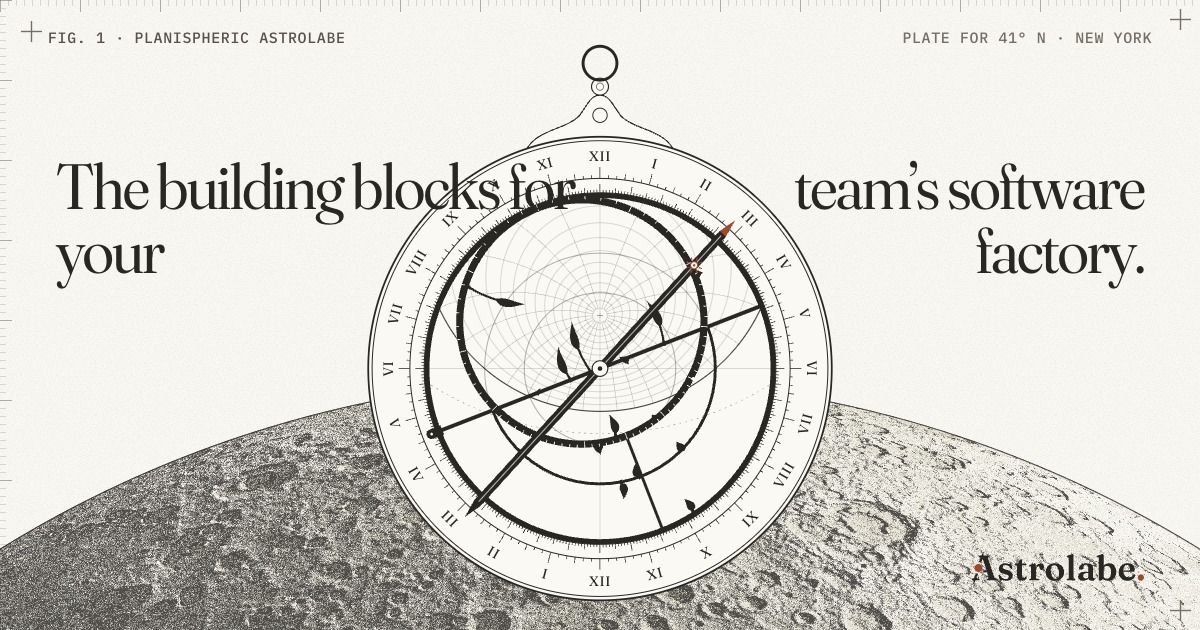 FIG. 1 · PLANISPHERIC ASTROLABE
PLATE FOR 41° N · NEW YORK
The building blocks for
your
team’s software
factory.
XII
I
II
III
IV
V
VI
VII
VIII
IX
X
XI
XII
I
II
III
IV
V
VI
VII
VIII
IX
XI
Astrolabe.